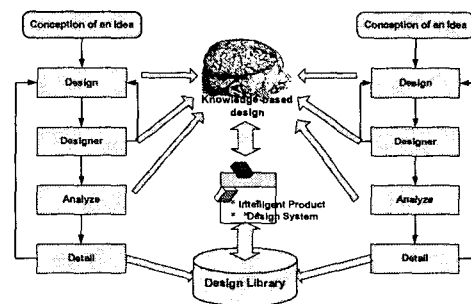 Conception of an Idea
Design
Designer
Analyze
Detail
Knowledge-based
design
Intelligent Product
Design System
Design Library
Conception of an Idea
Design
Designer
Analyze
Detail